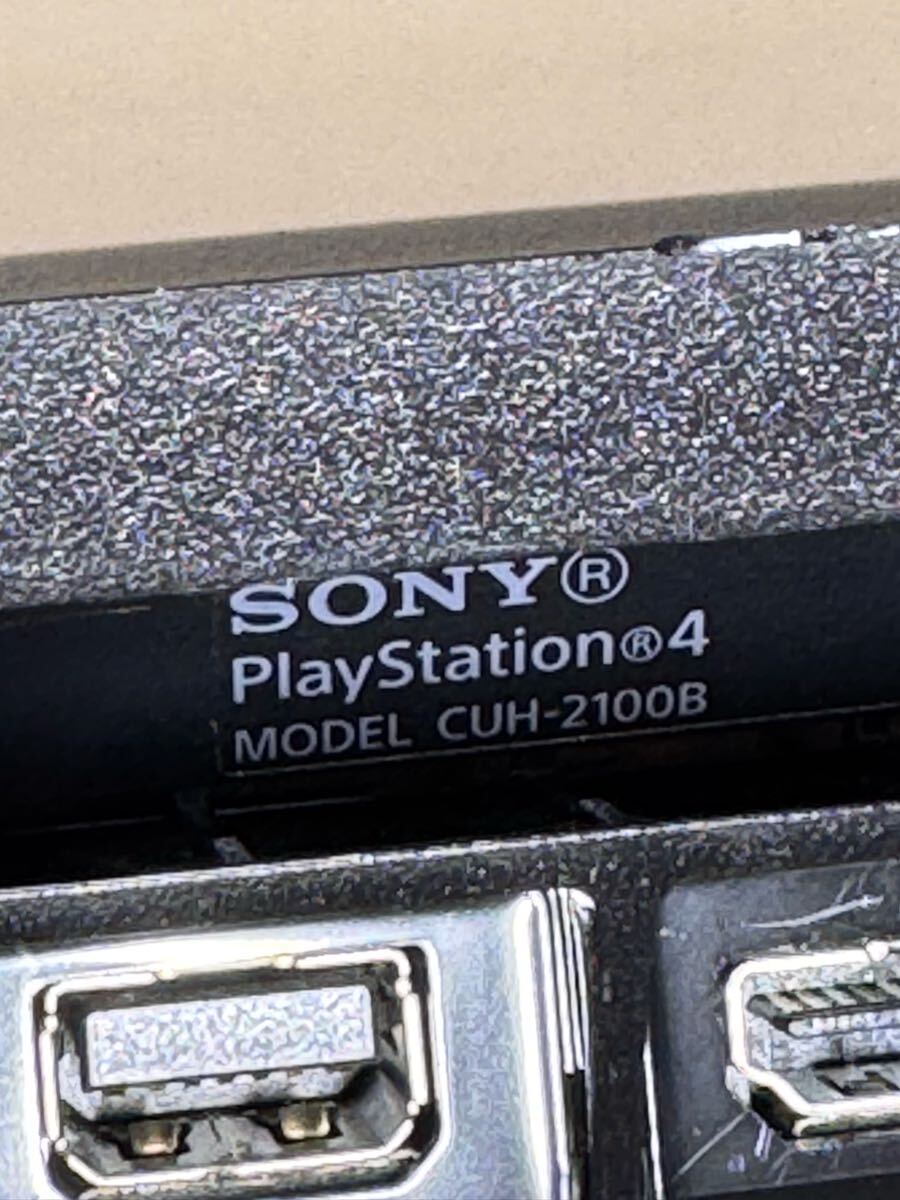 SONY®
PlayStation®4
MODEL CUH-2100B